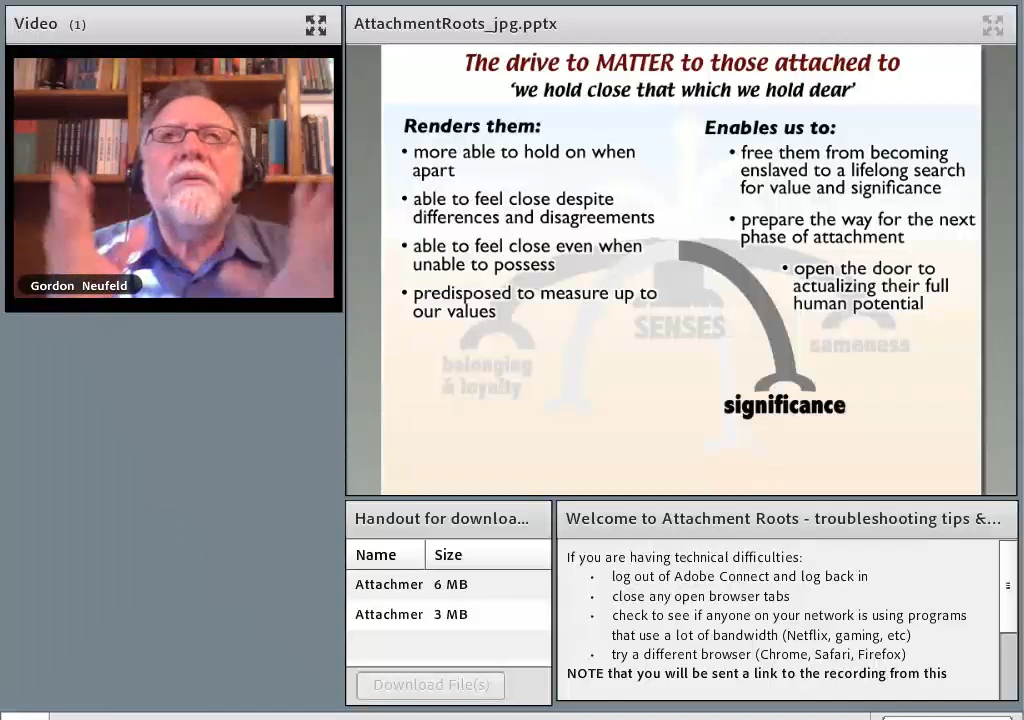 Video (1)
Gordon Neufeld
AttachmentRoots_jpg.pptx
The drive to MATTER to those attached to
‘we hold close that which we hold dear’
Renders them:
• more able to hold on when
apart
• able to feel close despite
differences and disagreements
• able to feel close even when
unable to possess
• predisposed to measure up to
our values
Enables us to:
• free them from becoming
enslaved to a lifelong search
for value and significance
• prepare the way for the next
phase of attachment
• open the door to
actualizing their full
human potential
SENSES
sameness
belonging
& loyalty
significance
Handout for downloa...
Name Size
Attachmer 6 MB
Attachmer 3 MB
Download File(s)
Welcome to Attachment Roots - troubleshooting tips &...
If you are having technical difficulties:
• log out of Adobe Connect and log back in
• close any open browser tabs
• check to see if anyone on your network is using programs
that use a lot of bandwidth (Netflix, gaming, etc)
• try a different browser (Chrome, Safari, Firefox)
NOTE that you will be sent a link to the recording from this